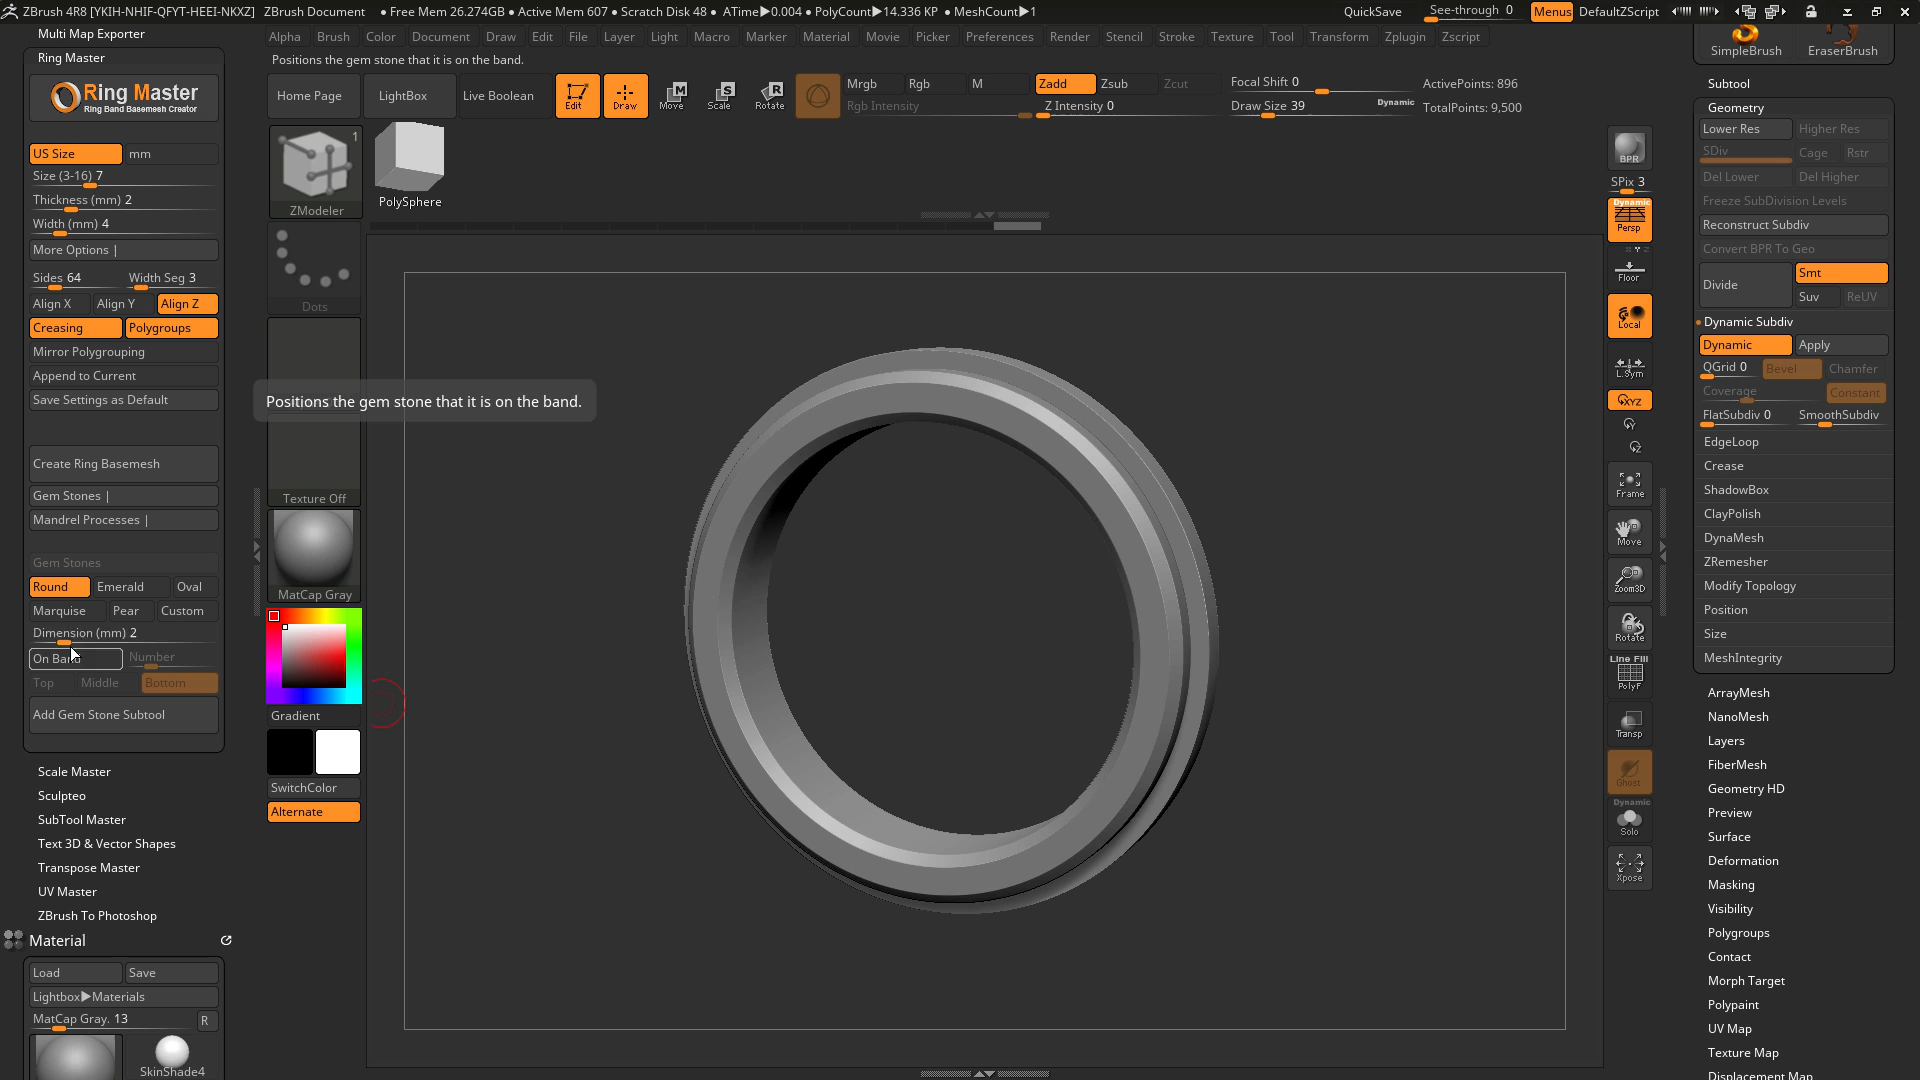 ZBrush 4R8 [YKIH-NHIF-QFYT-HEEI-NKXZ] ZBrush Document ● Free Mem 26.274GB ● Active Mem 607 ● Scratch Disk 48 ● ATime▶0.004 ● PolyCount▶14.336 KP ● MeshCount▶1 QuickSave See-through 0 Menus DefaultZScript
Alpha Brush Color Document Draw Edit File Layer Light Macro Marker Material Movie Picker Preferences Render Stencil Stroke Texture Tool Transform Zplugin Zscript
Positions the gem stone that it is on the band.
Home Page LightBox Live Boolean Edit Draw Move Scale Rotate
M S R
Mrgb Rgb M Zadd Zsub Zcut
Rgb Intensity Z Intensity 0
Focal Shift 0
Draw Size 39 Dynamic
ActivePoints: 896
TotalPoints: 9,500
Multi Map Exporter
Ring Master
Ring Master
Ring Band Basemesh Creator
US Size mm
Size (3-16) 7
Thickness (mm) 2
Width (mm) 4
More Options |
Sides 64 Width Seg 3
Align X Align Y Align Z
Creasing Polygroups
Mirror Polygrouping
Append to Current
Save Settings as Default
Create Ring Basemesh
Gem Stones |
Mandrel Processes |
Gem Stones
Round Emerald Oval
Marquise Pear Custom
Dimension (mm) 2
On Band Number
Top Middle Bottom
Add Gem Stone Subtool
Scale Master
Sculpteo
SubTool Master
Text 3D & Vector Shapes
Transpose Master
UV Master
ZBrush To Photoshop
Material
Load Save
Lightbox▶Materials
MatCap Gray. 13 R
SkinShade4
1
ZModeler
PolySphere
Dots
Positions the gem stone that it is on the band.
Texture Off
MatCap Gray
Gradient
SwitchColor
Alternate
BPR
SPix 3
Dynamic
Persp
Floor
Local
L.Sym
XYZ
Y
Z
Frame
Move
Zoom3D
Rotate
Line Fill
PolyF
Transp
Ghost
Dynamic
Solo
Xpose
SimpleBrush EraserBrush
Subtool
Geometry
Lower Res Higher Res
SDiv Cage Rstr
Del Lower Del Higher
Freeze SubDivision Levels
Reconstruct Subdiv
Convert BPR To Geo
Divide Smt
Suv ReUV
Dynamic Subdiv
Dynamic Apply
QGrid 0 Bevel Chamfer
Coverage Constant
FlatSubdiv 0 SmoothSubdiv
EdgeLoop
Crease
ShadowBox
ClayPolish
DynaMesh
ZRemesher
Modify Topology
Position
Size
MeshIntegrity
ArrayMesh
NanoMesh
Layers
FiberMesh
Geometry HD
Preview
Surface
Deformation
Masking
Visibility
Polygroups
Contact
Morph Target
Polypaint
UV Map
Texture Map
Displacement Map